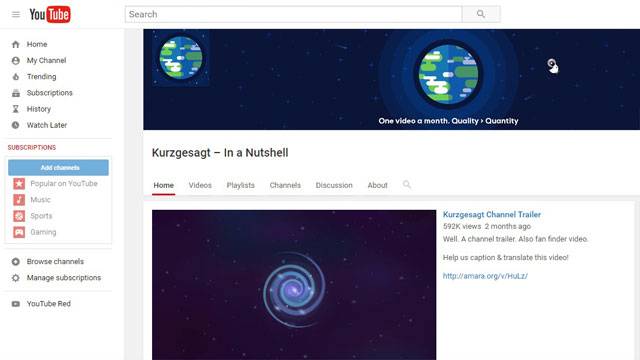 YouTube
Search
Home
My Channel
Trending
Subscriptions
History
Watch Later
SUBSCRIPTIONS
Add channels
Popular on YouTube
Music
Sports
Gaming
Browse channels
Manage subscriptions
YouTube Red
One video a month. Quality > Quantity
Kurzgesagt – In a Nutshell
Home Videos Playlists Channels Discussion About
Kurzgesagt Channel Trailer
592K views 2 months ago
Well. A channel trailer. Also fan finder video.
Help us caption & translate this video!
http://amara.org/v/HuLz/